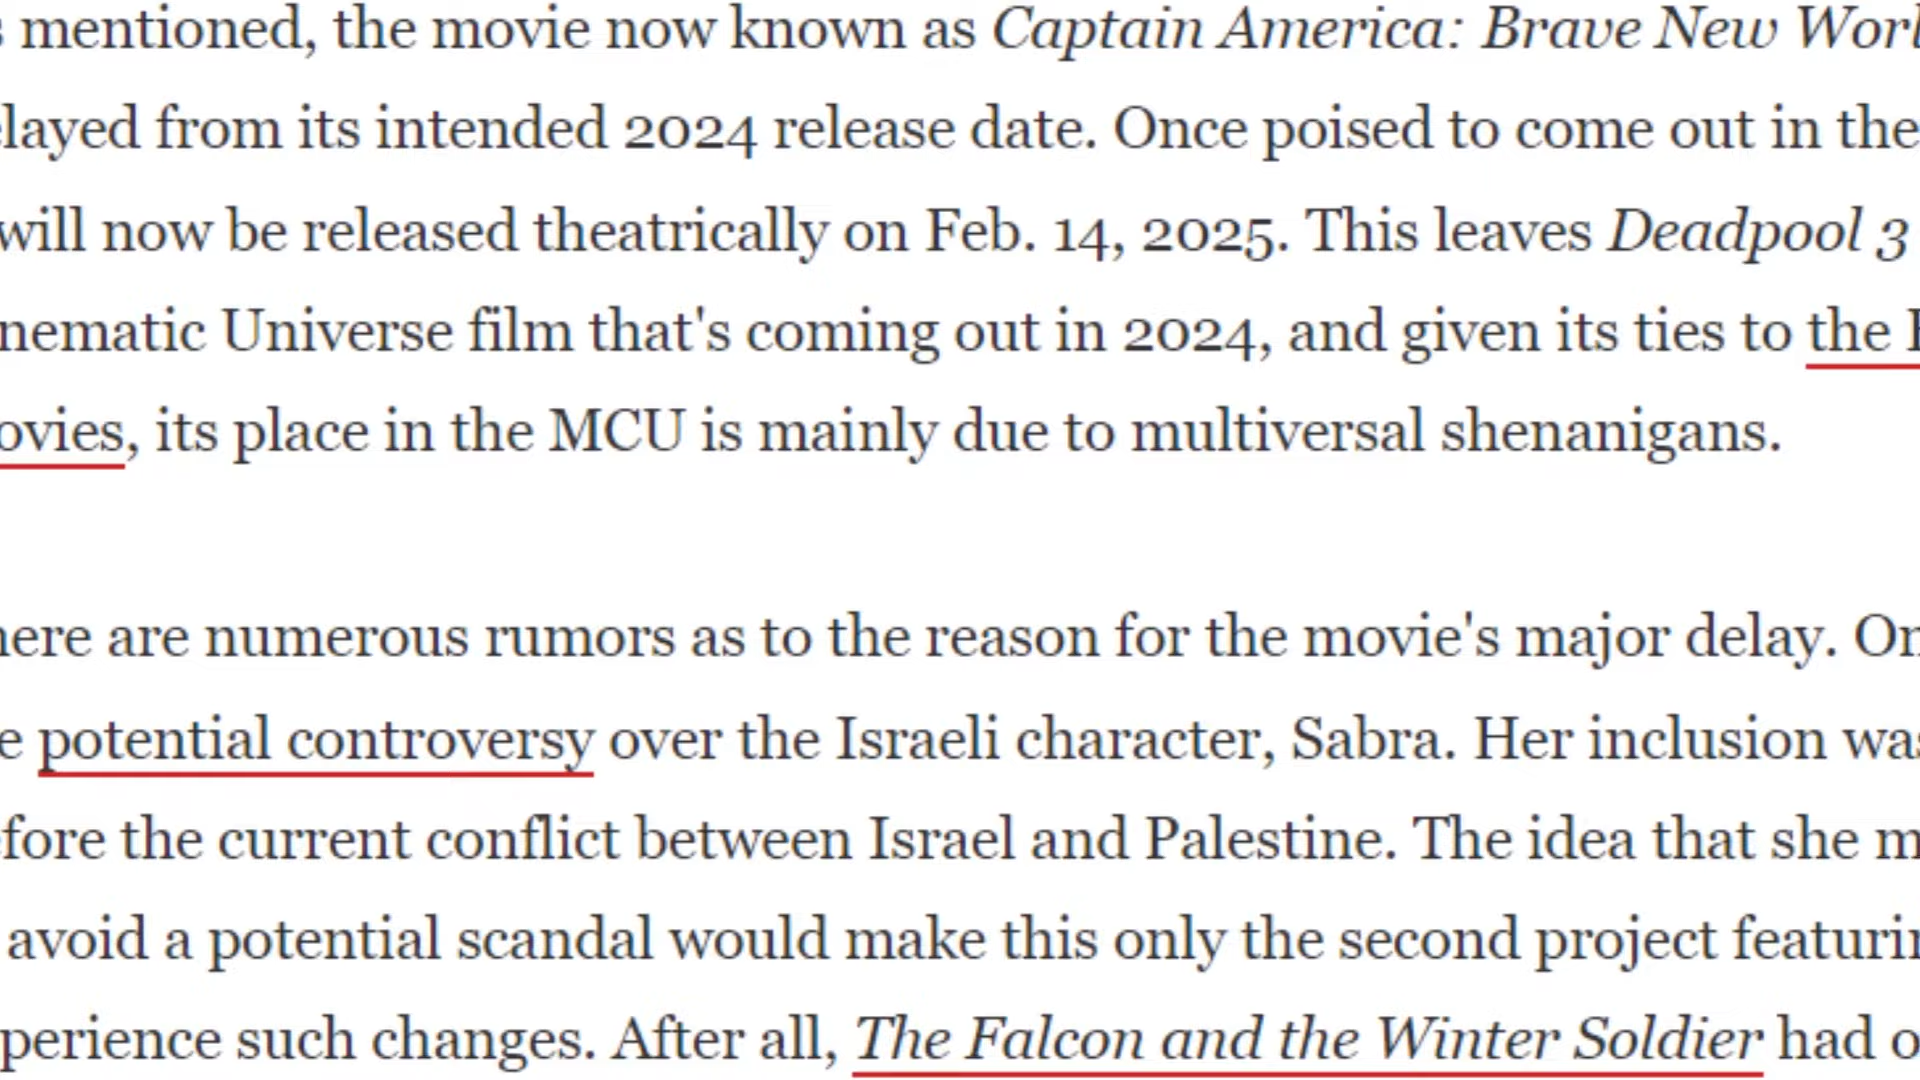 mentioned, the movie now known as Captain America: Brave New
layed from its intended 2024 release date. Once poised to come out in the
will now be released theatrically on Feb. 14, 2025. This leaves Deadpool 3
nematic Universe film that's coming out in 2024, and given its ties to the
ovies, its place in the MCU is mainly due to multiversal shenanigans.
here are numerous rumors as to the reason for the movie's major delay.
potential controversy over the Israeli character, Sabra. Her inclusion was
fore the current conflict between Israel and Palestine. The idea that she
avoid a potential scandal would make this only the second project
perience such changes. After all, The Falcon and the Winter Soldier had